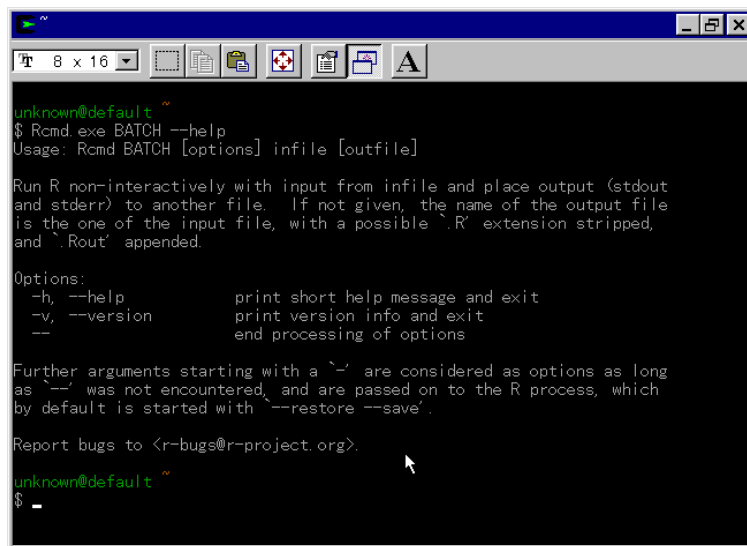 ~
Tr 8 x 16
A
unknown@default ~
$ Rcmd.exe BATCH --help
Usage: Rcmd BATCH [options] infile [outfile]
Run R non-interactively with input from infile and place output (stdout
and stderr) to another file.  If not given, the name of the output file
is the one of the input file, with a possible `.R' extension stripped,
and `.Rout' appended.
Options:
  -h, --help            print short help message and exit
  -v, --version         print version info and exit
  --                    end processing of options
Further arguments starting with a `-' are considered as options as long
as `--' was not encountered, and are passed on to the R process, which
by default is started with `--restore --save'.
Report bugs to <r-bugs@r-project.org>.
unknown@default ~
$